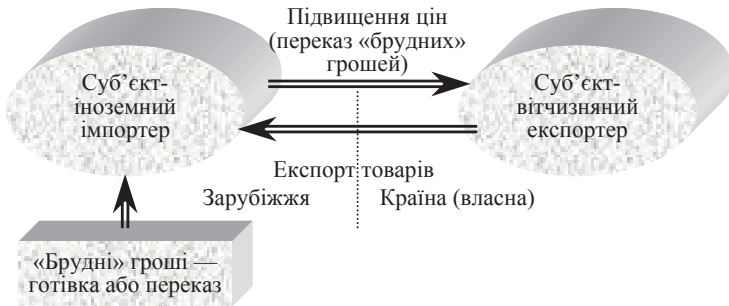 Підвищення цін
(переказ «брудних»
грошей)
Суб’єкт-
іноземний
імпортер
Суб’єкт-
вітчизняний
експортер
Експорт товарів
Зарубіжжя
Країна (власна)
«Брудні» гроші —
готівка або переказ